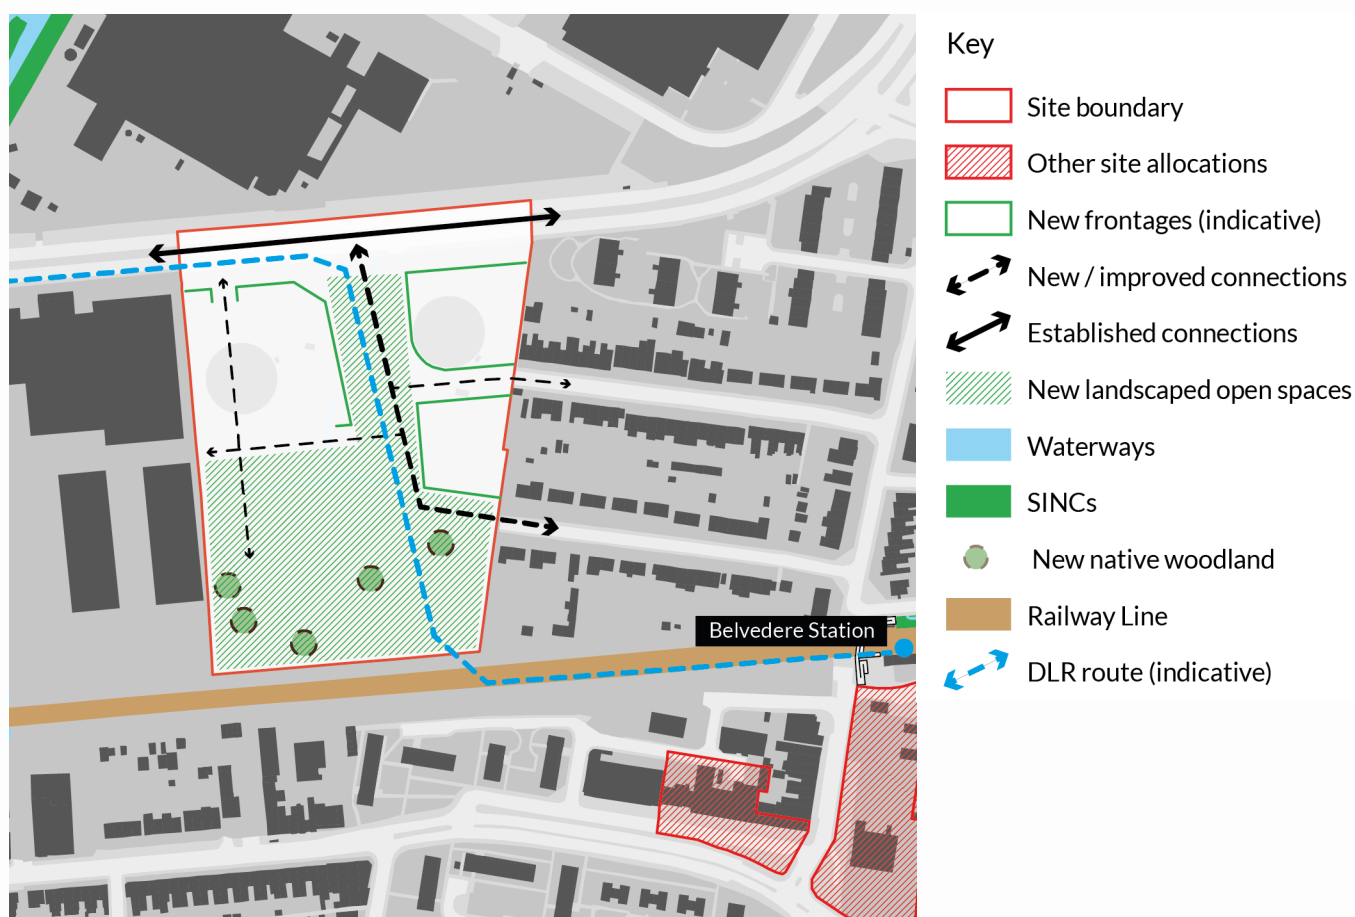 Key
Site boundary
Other site allocations
New frontages (indicative)
New / improved connections
Established connections
New landscaped open spaces
Waterways
SINCs
New native woodland
Railway Line
DLR route (indicative)
Belvedere Station